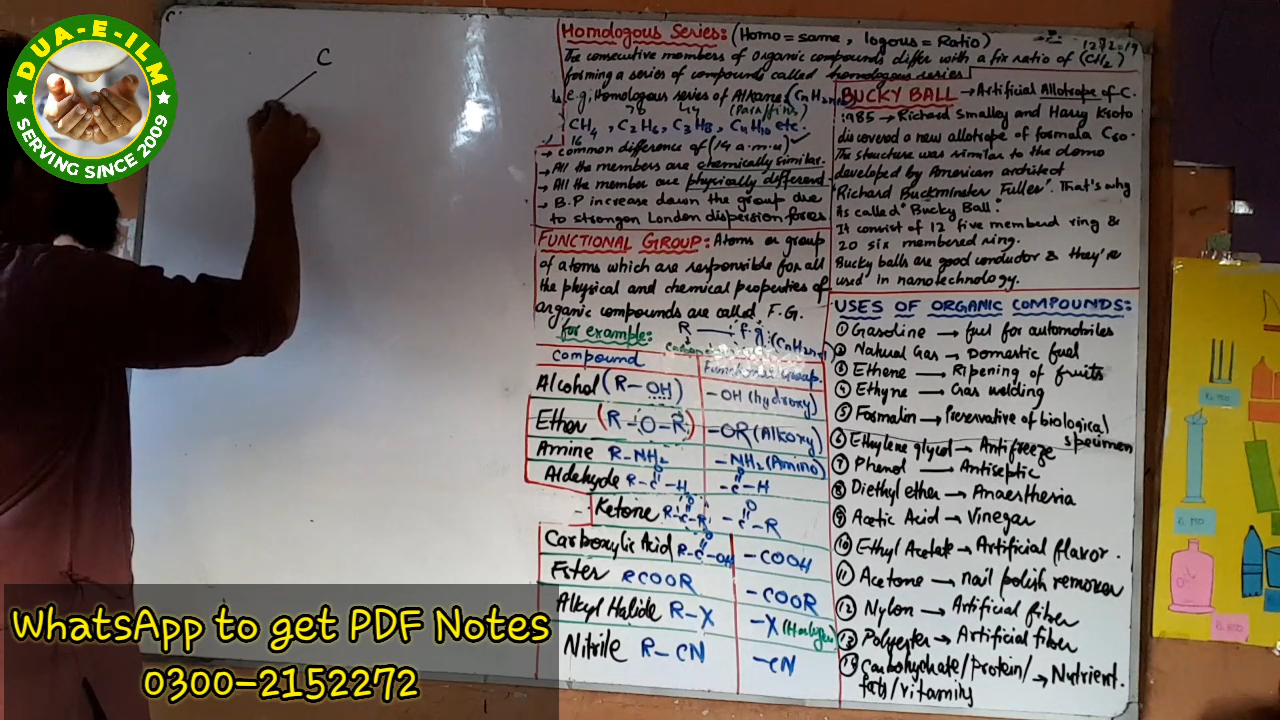 DUA-E-ILM
SERVING SINCE 2009
C
Homologous Series: (Homo = same, logous = Ratio)
The consecutive members of organic compounds differ with a fix ratio of (CH2)
forming a series of compounds called homologous series.
e.g; Homologous series of Alkane;
(Paraffins)
CH4, C2H6, C3H8, C4H10 etc.
16
→ common difference of (14 a.m.u)
→ All the members are chemically similar.
→ All the member are physically different.
→ B.P increase down the group due
to stronger London dispersion forces
FUNCTIONAL GROUP: Atoms or group
of atoms which are responsible for all
the physical and chemical properties of
organic compounds are called F.G.
for example: R — f.g.
(CnH2n+1)
Compound Functional Group.
Alcohol (R-OH) -OH (hydroxy)
Ether (R-O-R) -OR (Alkoxy)
Amine R-NH2 -NH2 (Amino)
Aldehyde R-C-H -C-H
O O
Ketone R-C-R -C-R
O O
Carboxylic Acid R-C-OH -COOH
O
Ester RCOOR -COOR
Alkyl Halide R-X -X (Halogen)
Nitrile R-CN -CN
BUCKY BALL → Artificial Allotrope of C.
1985 → Richard Smalley and Harry Kroto
discovered a new allotrope of formula C60.
The structure was similar to the domo
developed by American architect
"Richard Buckminster Fuller". That's why
As called "Bucky Ball".
It consist of 12 five memberd ring &
20 six membered ring.
Bucky balls are good conductor & they're
used in nanotechnology.
USES OF ORGANIC COMPOUNDS:
① Gasoline → fuel for automobiles
② Natural Gas → Domestic fuel
③ Ethene → Ripening of fruits
④ Ethyne → Gas welding
⑤ Formalin → Preservative of biological
specimen
⑥ Ethylene glycol → Antifreeze
⑦ Phenol → Antiseptic
⑧ Diethyl ether → Anaesthesia
⑨ Acetic Acid → Vinegar
⑩ Ethyl Acetate → Artificial flavor.
⑪ Acetone → nail polish remover
⑫ Nylon → Artificial fiber
⑬ Polyester → Artificial fiber
Carbohydrate/protein/ → Nutrient.
fats/vitamins
WhatsApp to get PDF Notes
0300-2152272